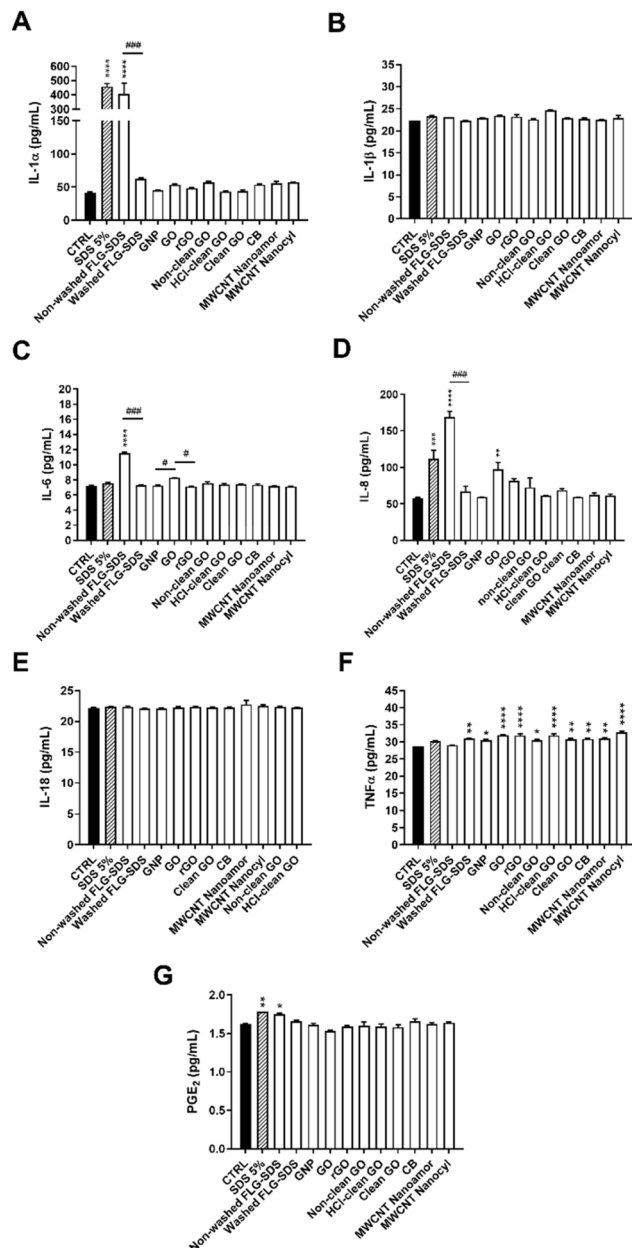 A
B
IL-1α (pg/mL)
500
400
300
200
100
150
100
50
0
****
****
###
CTRL
SDS 5%
Non-washed FLG-SDS
Washed FLG-SDS
GNP
GO
rGO
Non-clean GO
HCl-clean GO
Clean GO
CB
MWCNT Nanoamor
MWCNT Nanocyl
IL-1β (pg/mL)
40
35
30
25
20
15
10
5
0
CTRL
SDS 5%
Non-washed FLG-SDS
Washed FLG-SDS
GNP
GO
rGO
Non-clean GO
HCl-clean GO
Clean GO
CB
MWCNT Nanoamor
MWCNT Nanocyl
C
D
IL-6 (pg/mL)
18
16
14
12
10
8
6
4
2
0
****
###
#
#
CTRL
SDS 5%
Non-washed FLG-SDS
Washed FLG-SDS
GNP
GO
rGO
Non-clean GO
HCl-clean GO
Clean GO
CB
MWCNT Nanoamor
MWCNT Nanocyl
IL-8 (pg/mL)
200
150
100
50
0
***
****
###
**
CTRL
SDS 5%
Non-washed FLG-SDS
Washed FLG-SDS
GNP
GO
rGO
non-clean GO
HCl-clean GO
clean GO clean
CB
MWCNT Nanoamor
MWCNT Nanocyl
E
F
IL-18 (pg/mL)
25
20
15
10
5
0
CTRL
SDS 5%
Non-washed FLG-SDS
Washed FLG-SDS
GNP
GO
rGO
Clean GO
CB
MWCNT Nanoamor
MWCNT Nanocyl
Non-clean GO
HCl-clean GO
TNFα (pg/mL)
45
40
35
30
25
20
15
10
5
0
**
*
****
****
*
****
**
**
**
****
CTRL
SDS 5%
Non-washed FLG-SDS
Washed FLG-SDS
GNP
GO
rGO
Non-clean GO
HCl-clean GO
Clean GO
CB
MWCNT Nanoamor
MWCNT Nanocyl
G
PGE₂ (pg/mL)
2.0
1.5
1.0
0.5
0.0
**
*
CTRL
SDS 5%
Non-washed FLG-SDS
Washed FLG-SDS
GNP
GO
rGO
Non-clean GO
HCl-clean GO
Clean GO
CB
MWCNT Nanoamor
MWCNT Nanocyl